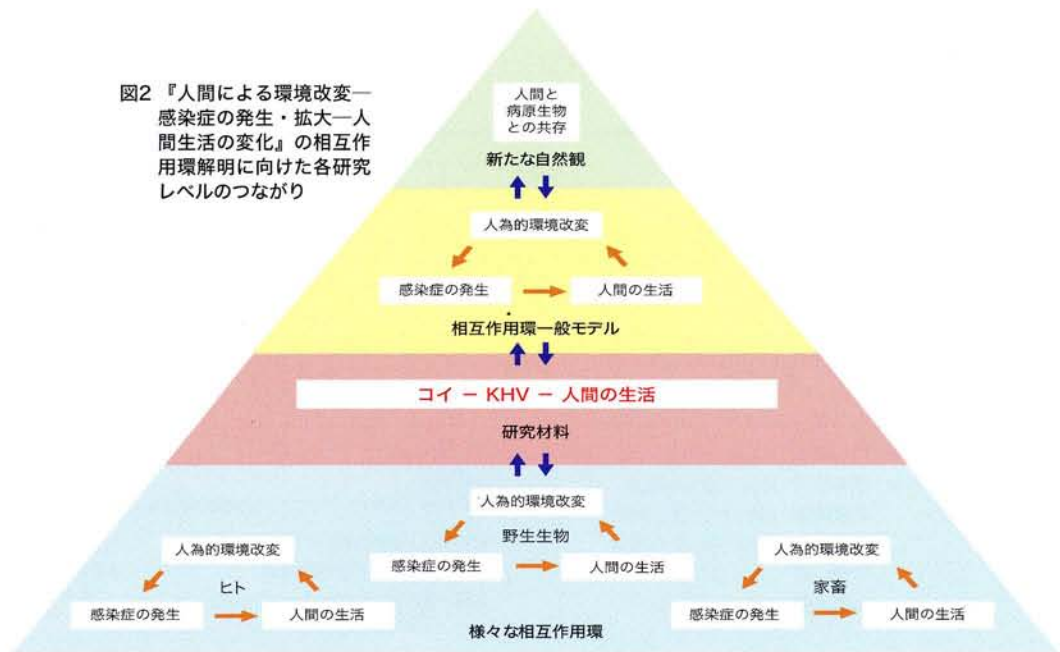 図2 『人間による環境改変―
感染症の発生・拡大―人
間生活の変化』の相互作
用環解明に向けた各研究
レベルのつながり
人間と
病原生物
との共存
新たな自然観
人為的環境改変
感染症の発生
人間の生活
相互作用環一般モデル
コイ － KHV － 人間の生活
研究材料
人為的環境改変
野生生物
感染症の発生
人間の生活
人為的環境改変
ヒト
感染症の発生
人間の生活
人為的環境改変
家畜
感染症の発生
人間の生活
様々な相互作用環